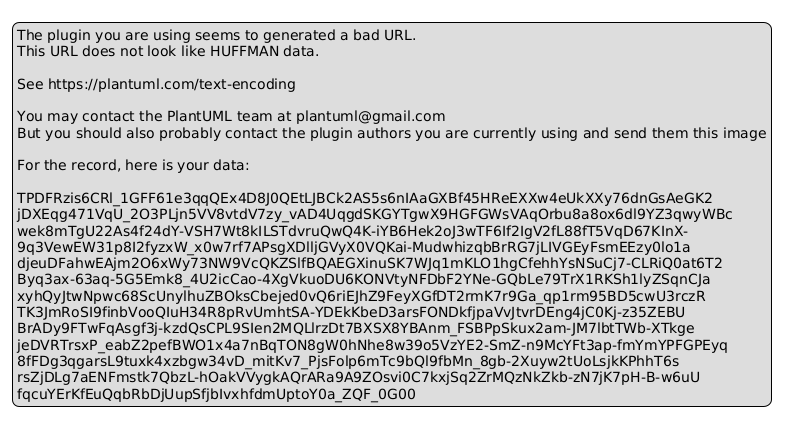 The plugin you are using seems to generated a bad URL.
This URL does not look like HUFFMAN data.
See https://plantuml.com/text-encoding
You may contact the PlantUML team at plantuml@gmail.com
But you should also probably contact the plugin authors you are currently using and send them this image
For the record, here is your data:
TPDFRzis6CRl_1GFF61e3qqQEx4D8J0QEtLJBCk2AS5s6nIAaGXBf45HReEXXw4eUkXXy76dnGsAeGK2
jDXEqg471VqU_2O3PLjn5VV8vtdV7zy_vAD4UqgdSKGYTgwX9HGFGWsVAqOrbu8a8ox6dl9YZ3qwyWBc
wek8mTgU22As4f24dY-VSH7Wt8kILSTdvruQwQ4K-iYB6Hek2oJ3wTF6If2IgV2fL88fT5VqD67KInX-
9q3VewEW31p8I2fyzxW_x0w7rf7APsgXDlljGVyX0VQKai-MudwhizqbBrRG7jLIVGEyFsmEEzy0lo1a
djeuDFahwEAjm2O6xWy73NW9VcQKZSlfBQAEGXinuSK7WJq1mKLO1hgCfehhYsNSuCj7-CLRiQ0at6T2
Byq3ax-63aq-5G5Emk8_4U2icCao-4XgVkuoDU6KONVtyNFDbF2YNe-GQbLe79TrX1RKSh1lyZSqnCJa
xyhQyJtwNpwc68ScUnylhuZBOksCbejed0vQ6riEJhZ9FeyXGfDT2rmK7r9Ga_qp1rm95BD5cwU3rczR
TK3JmRoSI9finbVooQluH34R8pRvUmhtSA-YDEkKbeD3arsFONDkfjpaVvJtvrDEng4jC0Kj-z35ZEBU
BrADy9FTwFqAsgf3j-kzdQsCPL9SIen2MQLlrzDt7BXSX8YBAnm_FSBPpSkux2am-JM7lbtTWb-XTkge
jeDVRTrsxP_eabZ2pefBWO1x4a7nBqTON8gW0hNhe8w39o5VzYE2-SmZ-n9McYFt3ap-fmYmYPFGPEyq
8fFDg3qgarsL9tuxk4xzbgw34vD_mitKv7_PjsFolp6mTc9bQl9fbMn_8gb-2Xuyw2tUoLsjkKPhhT6s
rsZjDLg7aENFmstk7QbzL-hOakVVygkAQrARa9A9ZOsvi0C7kxjSq2ZrMQzNkZkb-zN7jK7pH-B-w6uU
fqcuYErKfEuQqbRbDjUupSfjbIvxhfdmUptoY0a_ZQF_0G00